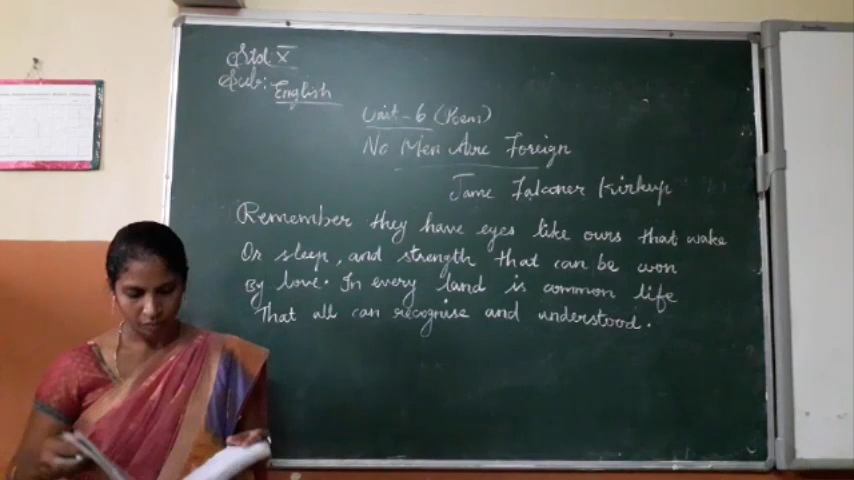 Std: X
Sub: English
Unit - 6 (Poem)
No Men Are Foreign
Jame Falconer Kirkup
Remember they have eyes like ours that wake
Or sleep, and strength that can be won
By love. In every land is common life
That all can recognise and understood.